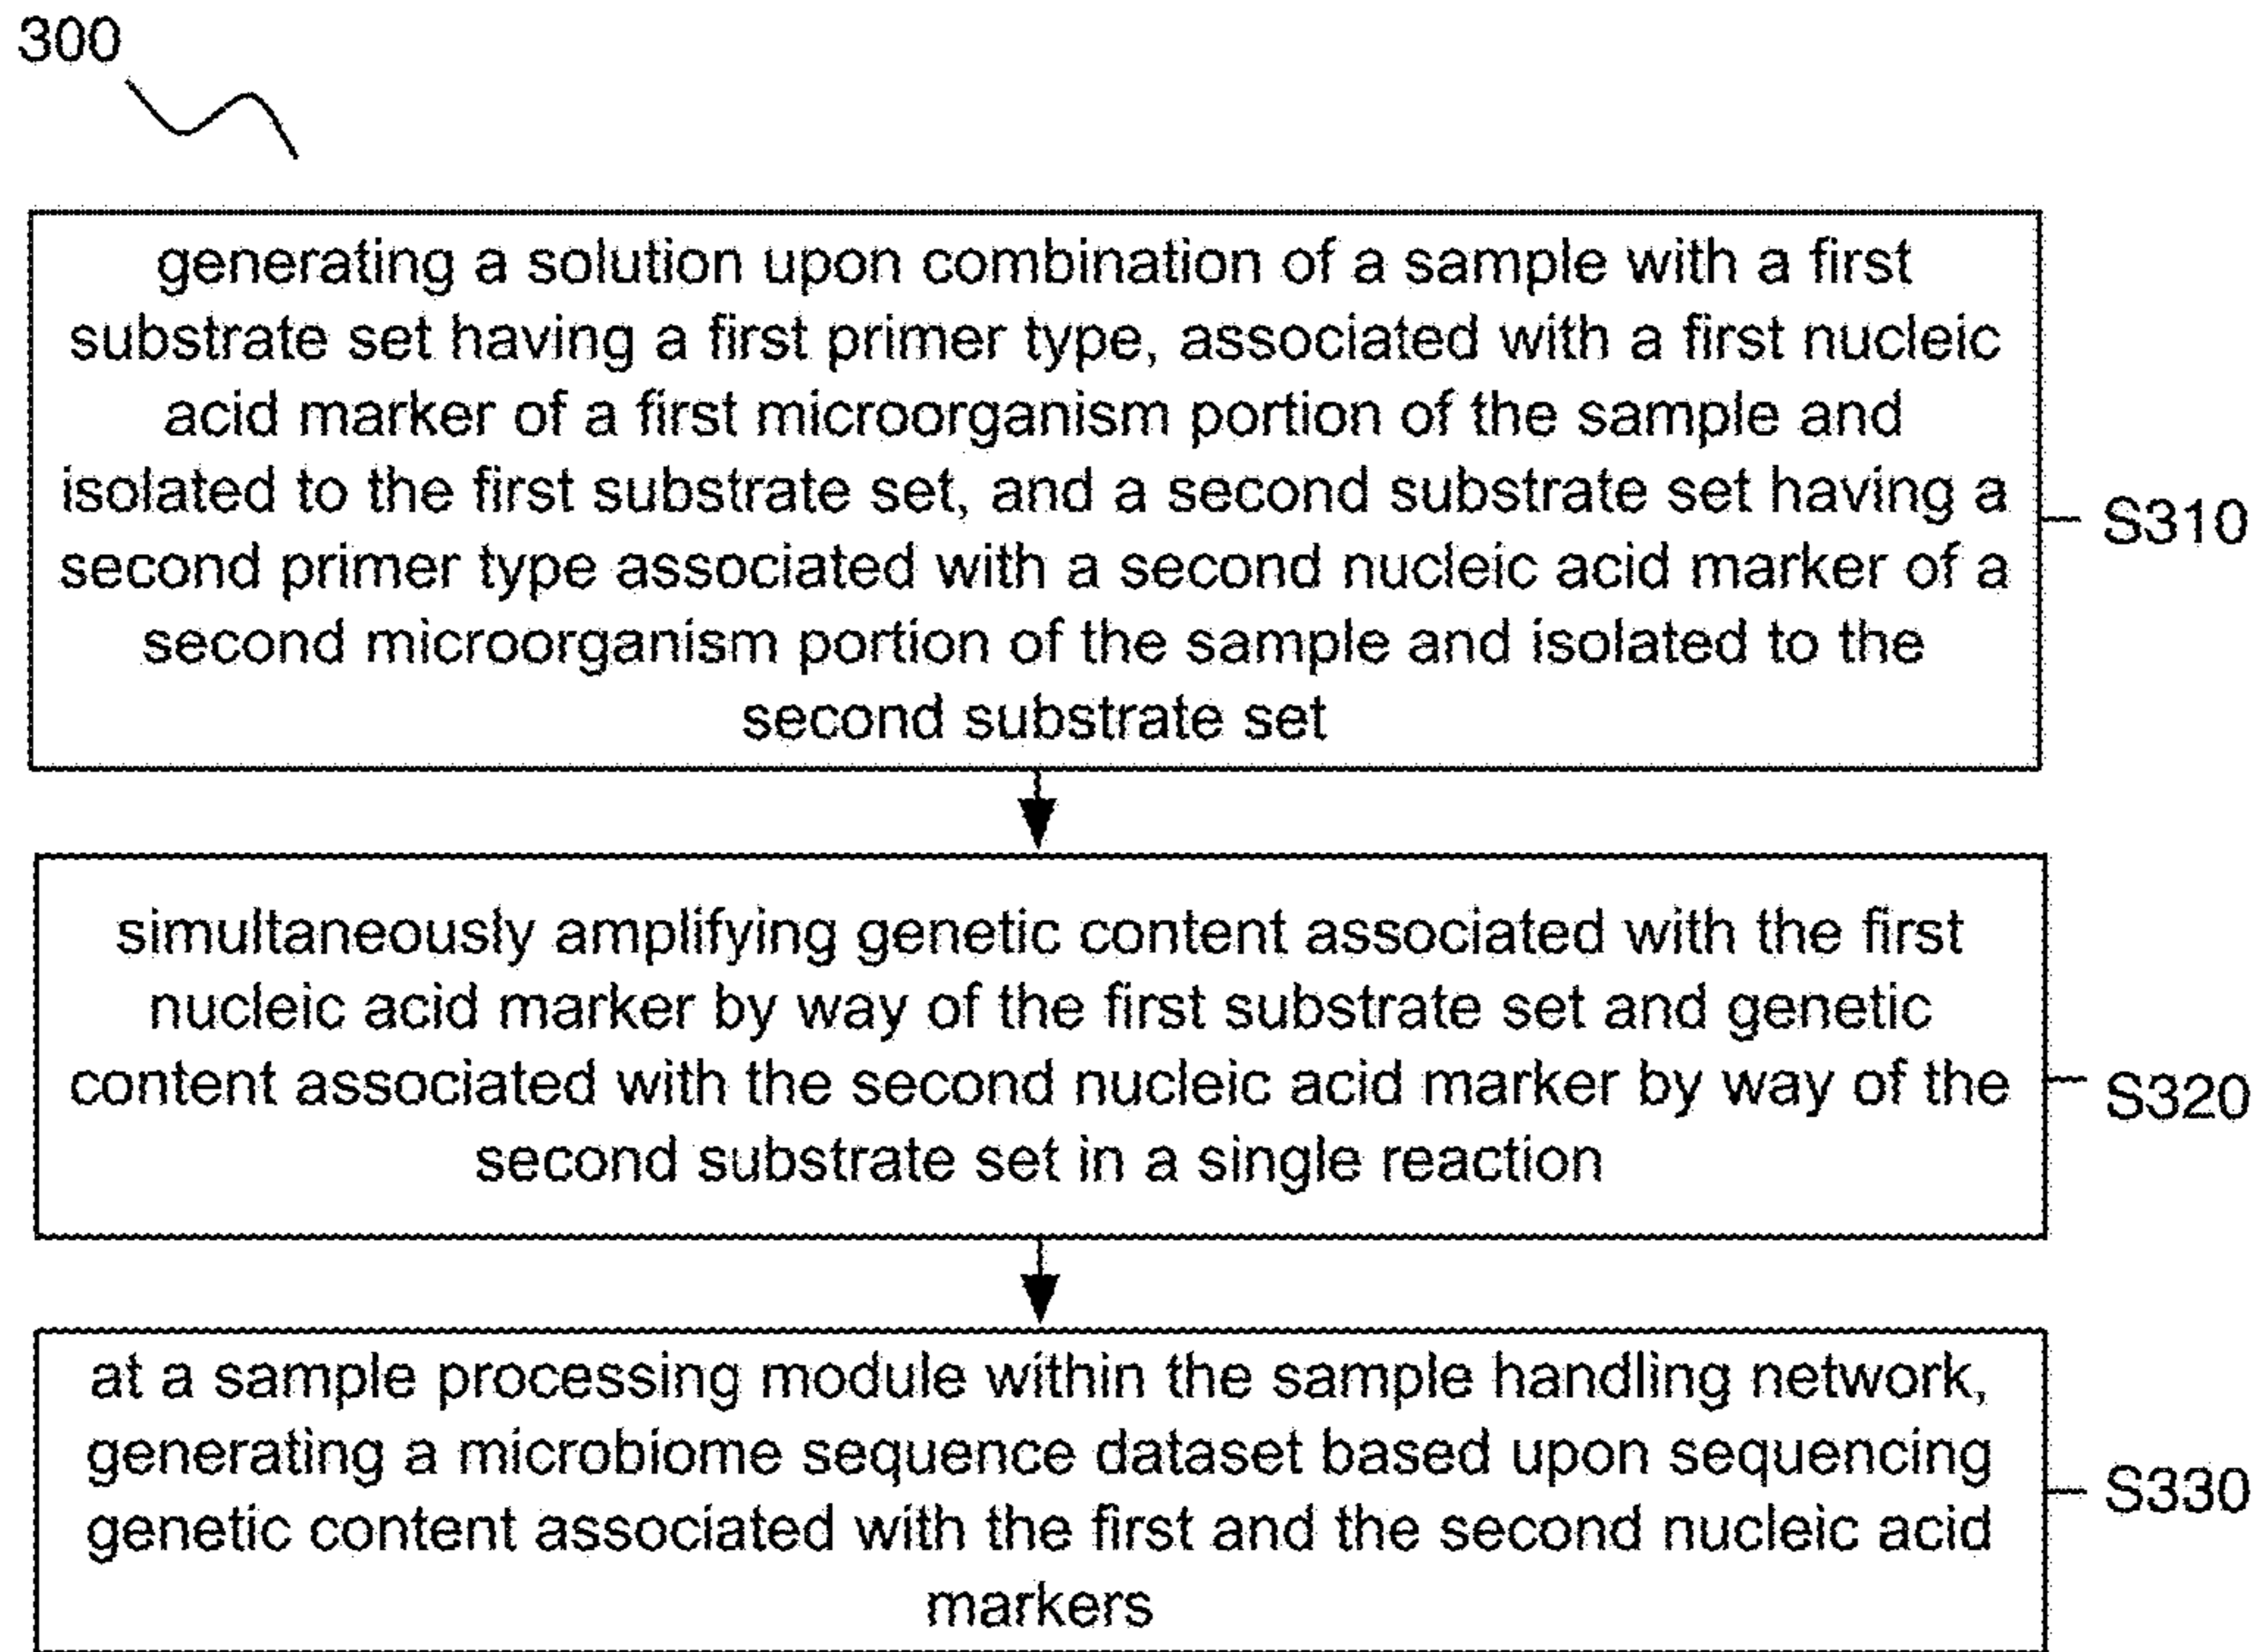 300
generating a solution upon combination of a sample with a first
substrate set having a first primer type, associated with a first nucleic
acid marker of a first microorganism portion of the sample and
isolated to the first substrate set, and a second substrate set having a
second primer type associated with a second nucleic acid marker of a
second microorganism portion of the sample and isolated to the
second substrate set
S310
simultaneously amplifying genetic content associated with the first
nucleic acid marker by way of the first substrate set and genetic
content associated with the second nucleic acid marker by way of the
second substrate set in a single reaction
S320
at a sample processing module within the sample handling network,
generating a microbiome sequence dataset based upon sequencing
genetic content associated with the first and the second nucleic acid
markers
S330